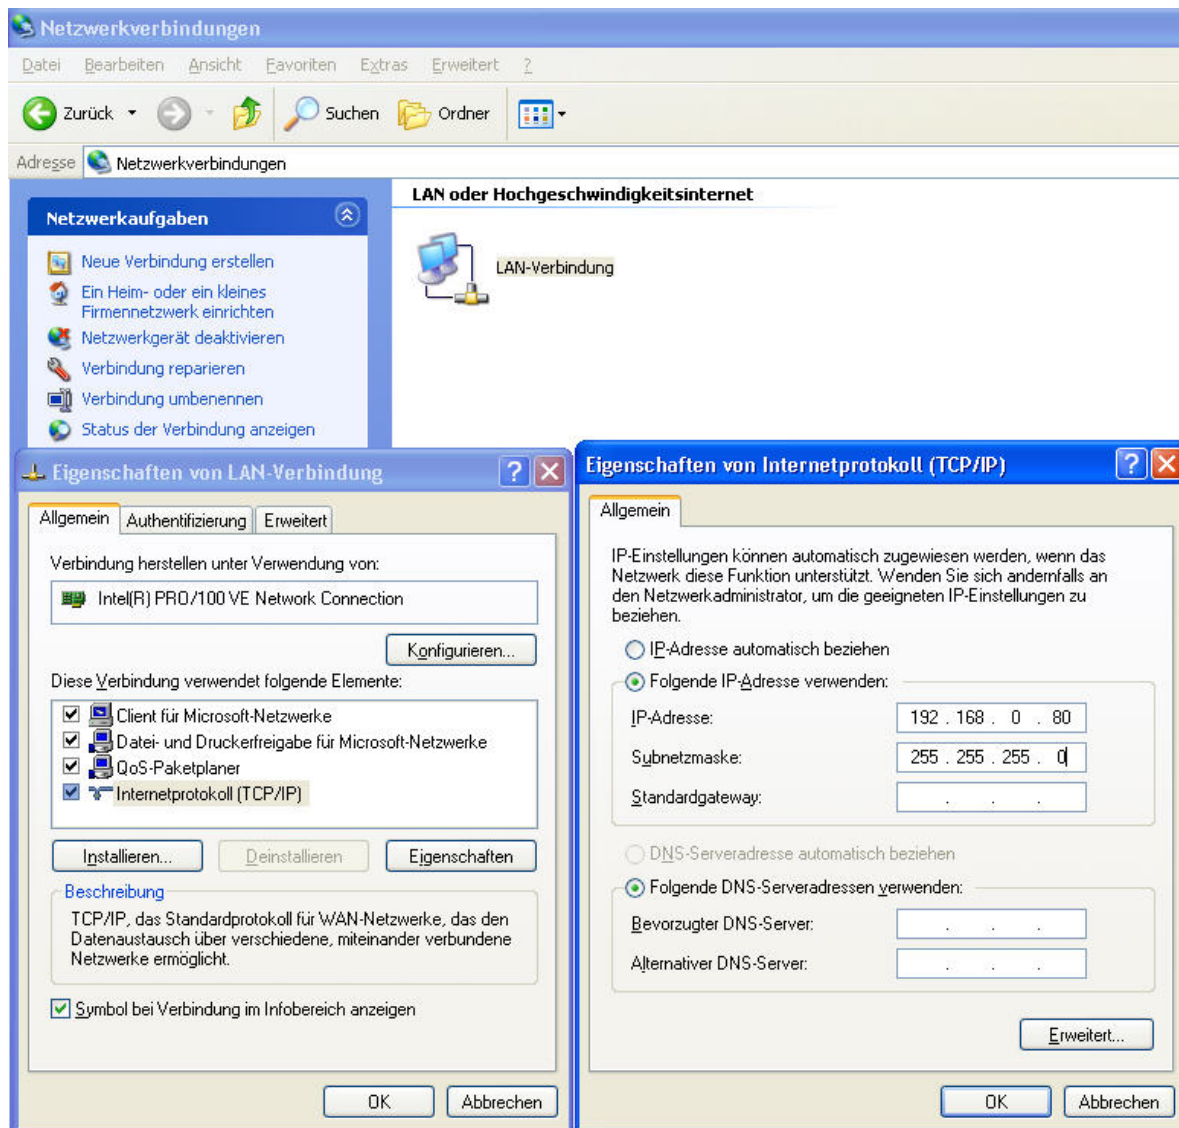 Netzwerkverbindungen
Datei Bearbeiten Ansicht Favoriten Extras Erweitert ?
Zurück Suchen Ordner
Adresse Netzwerkverbindungen
LAN oder Hochgeschwindigkeitsinternet
Netzwerkaufgaben
Neue Verbindung erstellen
LAN-Verbindung
Ein Heim- oder ein kleines
Firmennetzwerk einrichten
Netzwerkgerät deaktivieren
Verbindung reparieren
Verbindung umbenennen
Status der Verbindung anzeigen
Eigenschaften von LAN-Verbindung
Allgemein Authentifizierung Erweitert
Verbindung herstellen unter Verwendung von:
Intel(R) PRO/100 VE Network Connection
Konfigurieren...
Diese Verbindung verwendet folgende Elemente:
Client für Microsoft-Netzwerke
Datei- und Druckerfreigabe für Microsoft-Netzwerke
QoS-Paketplaner
Internetprotokoll (TCP/IP)
Installieren... Deinstallieren Eigenschaften
Beschreibung
TCP/IP, das Standardprotokoll für WAN-Netzwerke, das den
Datenaustausch über verschiedene, miteinander verbundene
Netzwerke ermöglicht.
Symbol bei Verbindung im Infobereich anzeigen
OK Abbrechen
Eigenschaften von Internetprotokoll (TCP/IP) ?
Allgemein
IP-Einstellungen können automatisch zugewiesen werden, wenn das
Netzwerk diese Funktion unterstützt. Wenden Sie sich andernfalls an
den Netzwerkadministrator, um die geeigneten IP-Einstellungen zu
beziehen.
IP-Adresse automatisch beziehen
Folgende IP-Adresse verwenden:
IP-Adresse: 192 . 168 . 0 . 80
Subnetzmaske: 255 . 255 . 255 . 0
Standardgateway: . . .
DNS-Serveradresse automatisch beziehen
Folgende DNS-Serveradressen verwenden:
Bevorzugter DNS-Server: . . .
Alternativer DNS-Server: . . .
Erweitert...
OK Abbrechen